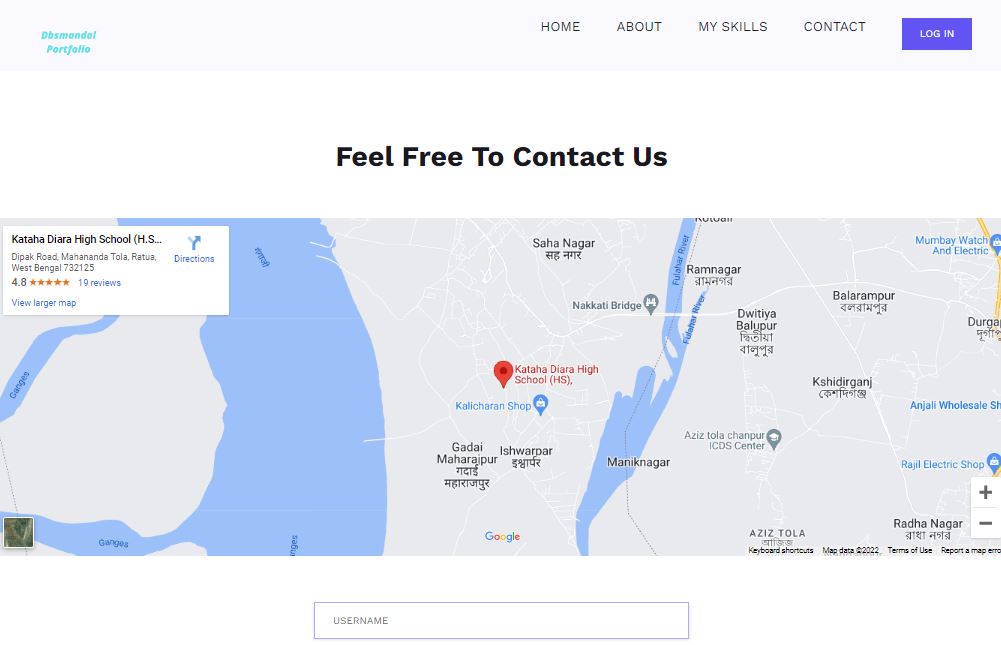 Dbsmandal
Portfolio
HOME
ABOUT
MY SKILLS
CONTACT
LOG IN
Feel Free To Contact Us
Kataha Diara High School (H.S...
Dipak Road, Mahananda Tola, Ratua,
West Bengal 732125
4.8
19 reviews
View larger map
Directions
Saha Nagar
सह नगर
Fulahar River
Ramnagar
রামনগর
Mumbay Watch
And Electric
Nakkati Bridge
Fulahar River
Balarampur
বলরামপুর
Dwitiya
Balupur
দ্বিতীয়া
বালুপুর
Kataha Diara High
School (HS),
Kalicharan Shop
Kshidirganj
কেশদিগঞ্জ
Ganges
Anjali Wholesale Sh
Aziz tola chanpur
ICDS Center
Gadai
Maharajpur
गदाई
महाराजपुर
Ishwarpar
इश्वार्पर
Maniknagar
Rajil Electric Shop
Radha Nagar
রাধা নগর
AZIZ TOLA
Ganges
Google
Keyboard shortcuts
Map data ©2022
Terms of Use
Report a map erro
USERNAME